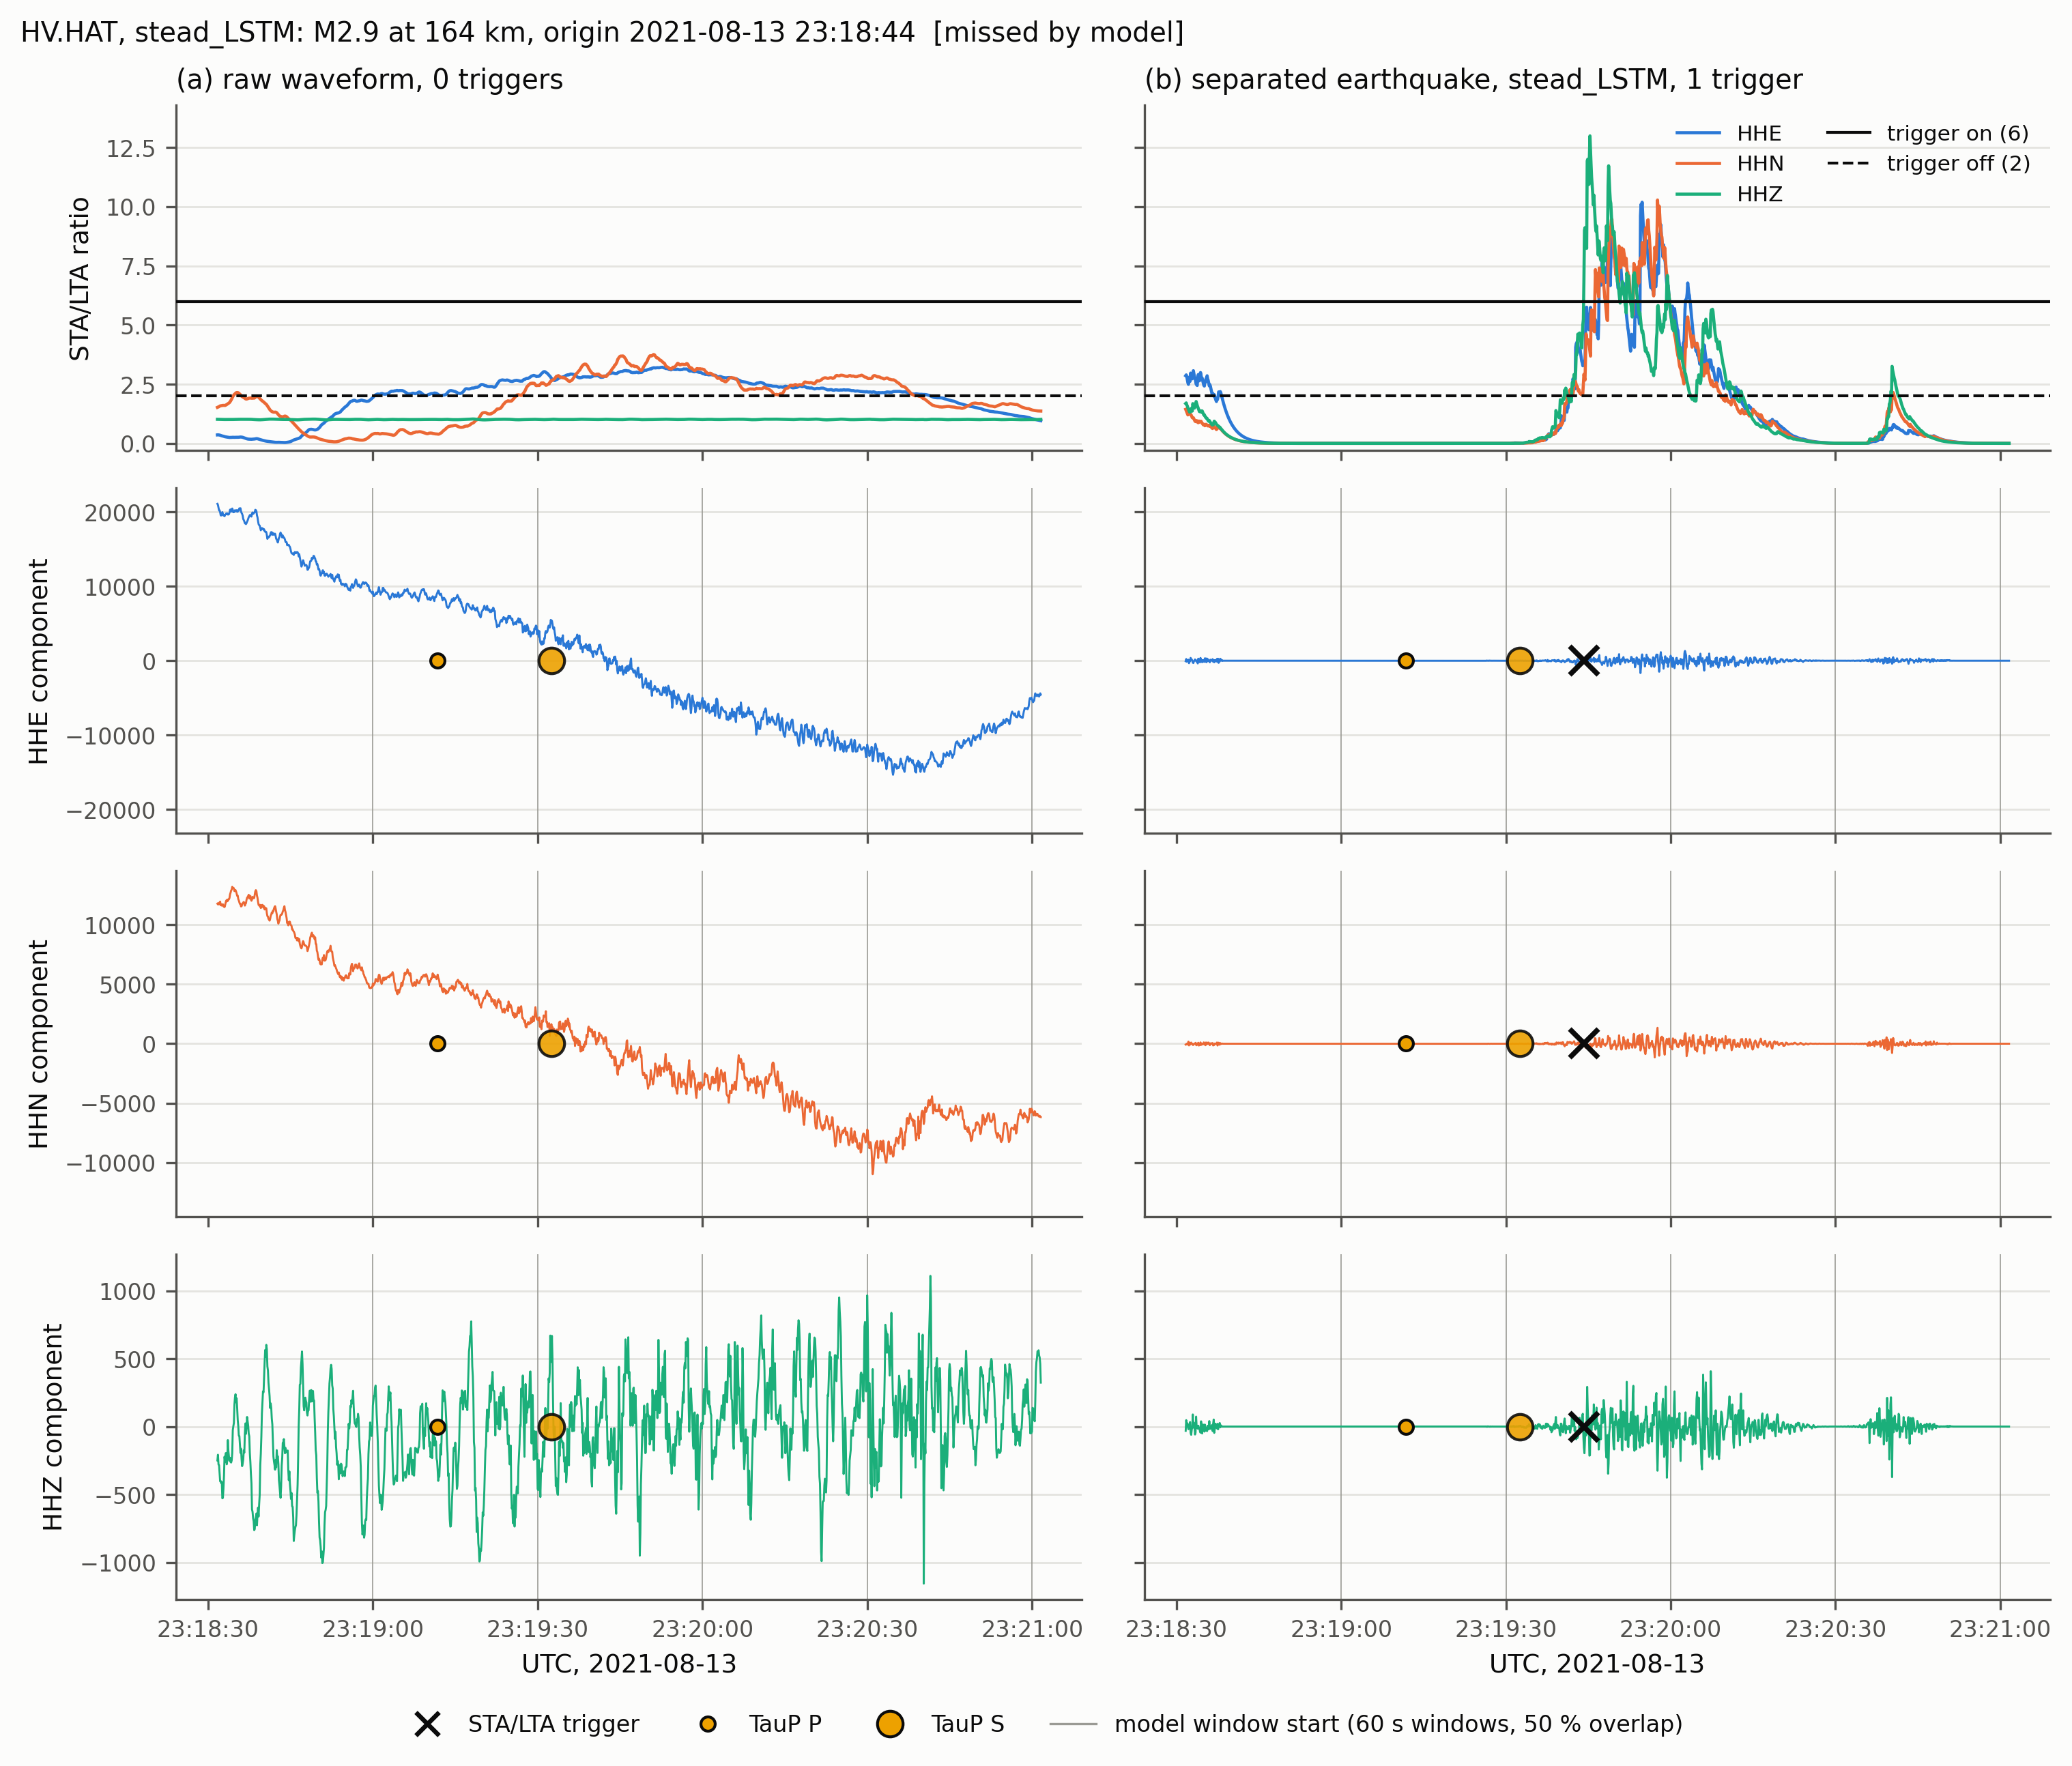 HV.HAT, stead_LSTM: M2.9 at 164 km, origin 2021-08-13 23:18:44  [missed by model]
(a) raw waveform, 0 triggers
(b) separated earthquake, stead_LSTM, 1 trigger
STA/LTA ratio
12.5
10.0
7.5
5.0
2.5
0.0
HHE
HHN
HHZ
trigger on (6)
trigger off (2)
HHE component
20000
10000
0
−10000
−20000
HHN component
10000
5000
0
−5000
−10000
HHZ component
1000
500
0
−500
−1000
23:18:30 23:19:00 23:19:30 23:20:00 23:20:30 23:21:00
UTC, 2021-08-13
23:18:30 23:19:00 23:19:30 23:20:00 23:20:30 23:21:00
UTC, 2021-08-13
STA/LTA trigger
TauP P
TauP S
model window start (60 s windows, 50 % overlap)